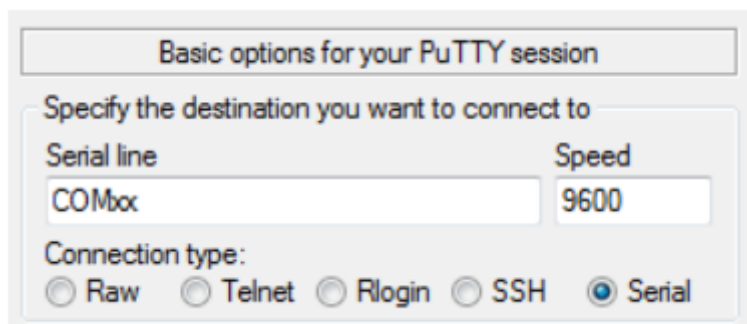 Basic options for your PuTTY session
Specify the destination you want to connect to
Serial line Speed
COMxx 9600
Connection type:
Raw Telnet Rlogin SSH Serial